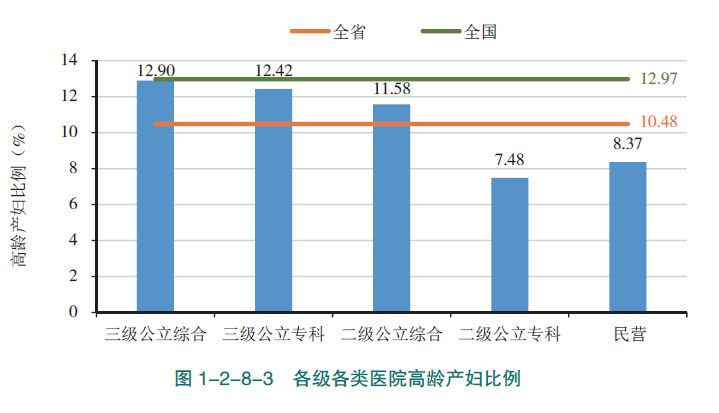 全省 全国
14
12
10
8
6
4
2
0
高龄产妇比例（%）
12.90 12.42 11.58 7.48 8.37
12.97
10.48
三级公立综合 三级公立专科 二级公立综合 二级公立专科 民营
图 1-2-8-3 各级各类医院高龄产妇比例